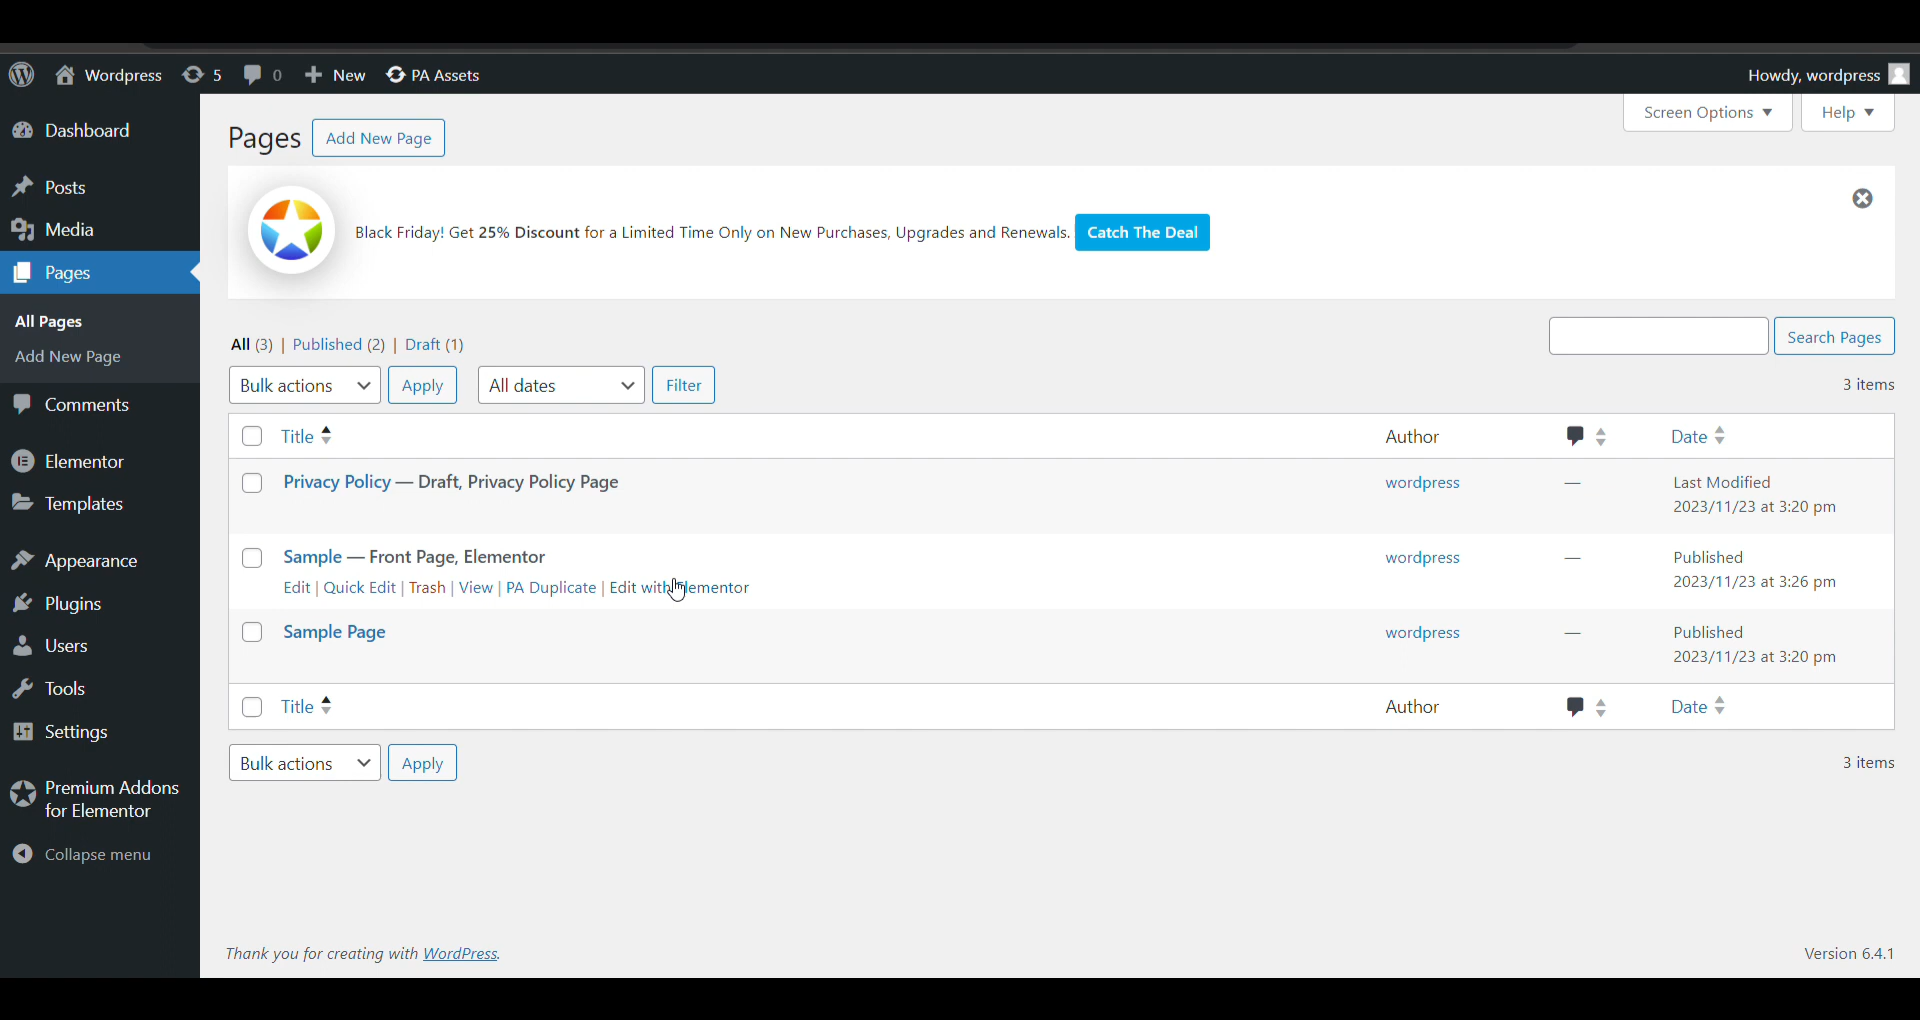 Wordpress 5 0 New PA Assets Howdy, wordpress
Screen Options Help
Dashboard
Posts
Media
Pages
All Pages
Add New Page
Comments
Elementor
Templates
Appearance
Plugins
Users
Tools
Settings
Premium Addons
for Elementor
Collapse menu
Pages Add New Page
Black Friday! Get 25% Discount for a Limited Time Only on New Purchases, Upgrades and Renewals. Catch The Deal
All (3) | Published (2) | Draft (1)
Search Pages
Bulk actions Apply All dates Filter 3 items
Title Author Date
Privacy Policy — Draft, Privacy Policy Page wordpress — Last Modified
2023/11/23 at 3:20 pm
Sample — Front Page, Elementor wordpress — Published
2023/11/23 at 3:26 pm
Edit | Quick Edit | Trash | View | PA Duplicate | Edit with Elementor
Sample Page wordpress — Published
2023/11/23 at 3:20 pm
Title Author Date
Bulk actions Apply 3 items
Thank you for creating with WordPress. Version 6.4.1